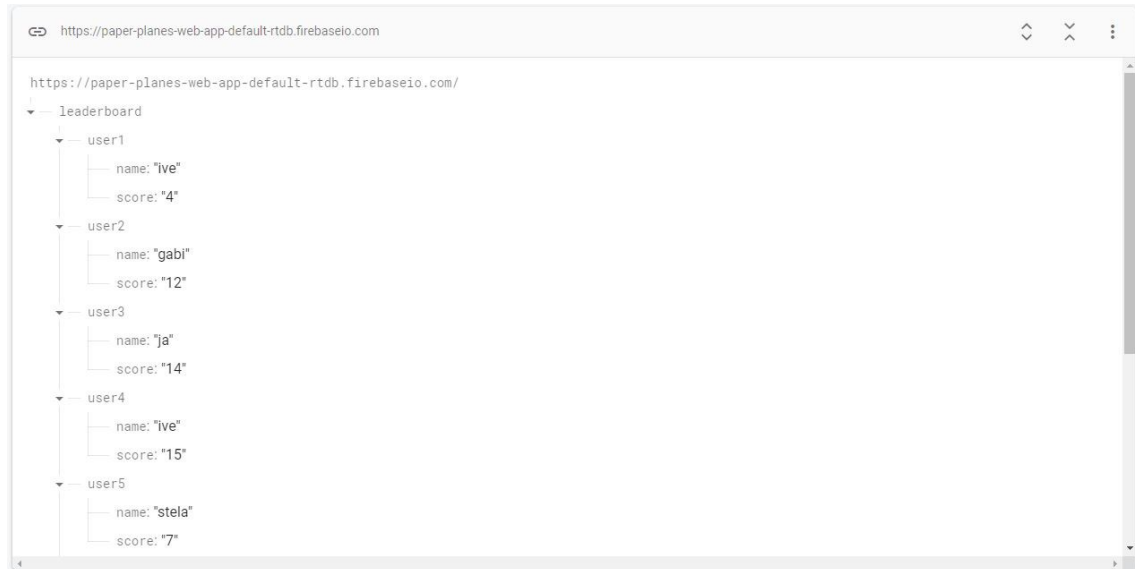 https://paper-planes-web-app-default-rtdb.firebaseio.com
https://paper-planes-web-app-default-rtdb.firebaseio.com/
leaderboard
user1
name: "ive"
score: "4"
user2
name: "gabi"
score: "12"
user3
name: "ja"
score: "14"
user4
name: "ive"
score: "15"
user5
name: "stela"
score: "7"